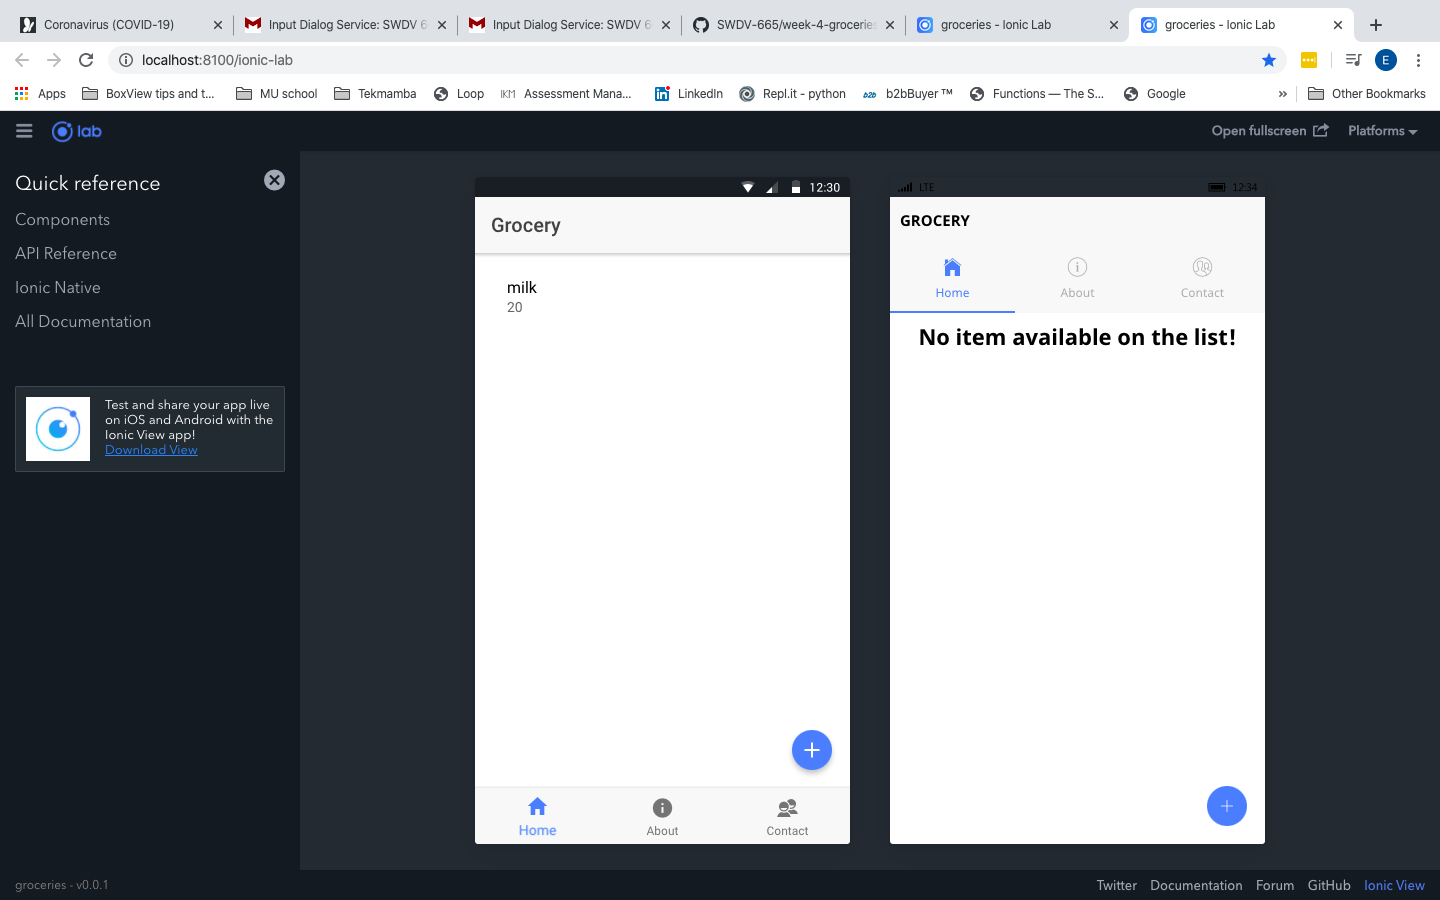 Coronavirus (COVID-19)
Input Dialog Service: SWDV 6
Input Dialog Service: SWDV 6
SWDV-665/week-4-groceries
groceries - Ionic Lab
groceries - Ionic Lab
localhost:8100/ionic-lab
E
Apps
BoxView tips and t...
MU school
Tekmamba
Loop
IKM Assessment Mana...
LinkedIn
Repl.it - python
b2b b2bBuyer ™
Functions — The S...
Google
»
Other Bookmarks
lab
Open fullscreen
Platforms
Quick reference
Components
API Reference
Ionic Native
All Documentation
Test and share your app live
on iOS and Android with the
Ionic View app!
Download View
12:30
Grocery
milk
20
Home
About
Contact
LTE
12:34
GROCERY
Home
About
Contact
No item available on the list!
groceries - v0.0.1
Twitter
Documentation
Forum
GitHub
Ionic View